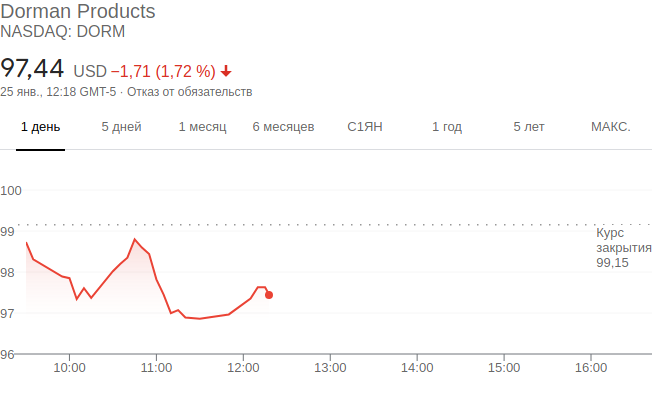 Dorman Products
NASDAQ: DORM
97,44 USD −1,71 (1,72 %)
25 янв., 12:18 GMT-5 · Отказ от обязательств
1 день 5 дней 1 месяц 6 месяцев С1ЯН 1 год 5 лет МАКС.
100
99
Курс
закрытия
99,15
98
97
96
10:00 11:00 12:00 13:00 14:00 15:00 16:00